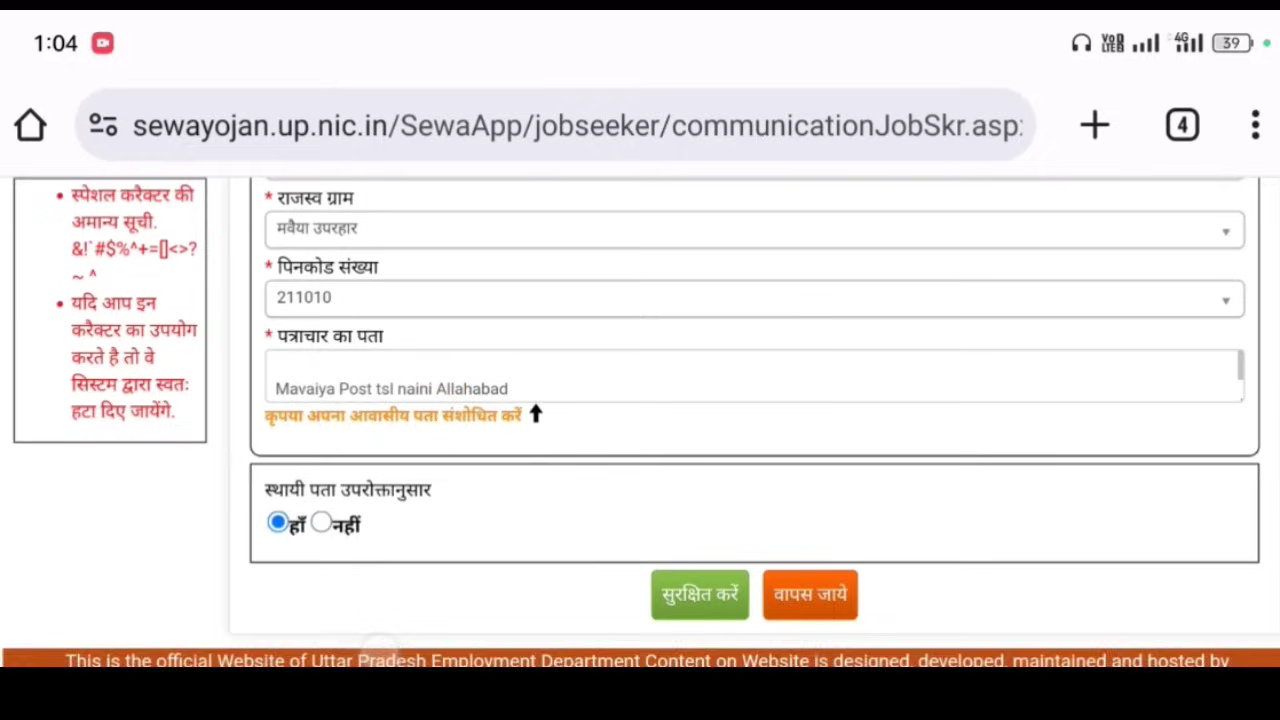 1:04
VoD LTEB 4G 39
sewayojan.up.nic.in/SewaApp/jobseeker/communicationJobSkr.asp
4
• स्पेशल करैक्टर की
अमान्य सूची.
&!`#$%^+=[]<>?
~ ^
• यदि आप इन
करैक्टर का उपयोग
करते है तो वे
सिस्टम द्वारा स्वतः
हटा दिए जायेंगे.
* राजस्व ग्राम
मवैया उपरहार
* पिनकोड संख्या
211010
* पत्राचार का पता
Mavaiya Post tsl naini Allahabad
कृपया अपना आवासीय पता संशोधित करें
स्थायी पता उपरोक्तानुसार
हाँ नहीं
सुरक्षित करें वापस जाये
This is the official Website of Uttar Pradesh Employment Department Content on Website is designed, developed, maintained and hosted by